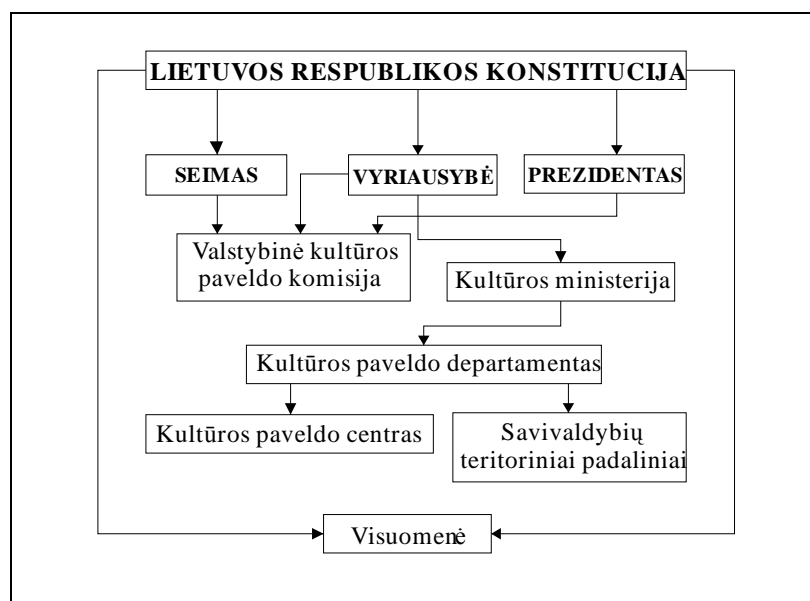 LIETUVOS RESPUBLIKOS KONSTITUCIJA
SEIMAS
VYRIAUSYBĖ
PREZIDENTAS
Valstybinė kultūros
paveldo komisija
Kultūros ministerija
Kultūros paveldo departamentas
Kultūros paveldo centras
Savivaldybių
teritoriniai padaliniai
Visuomenė